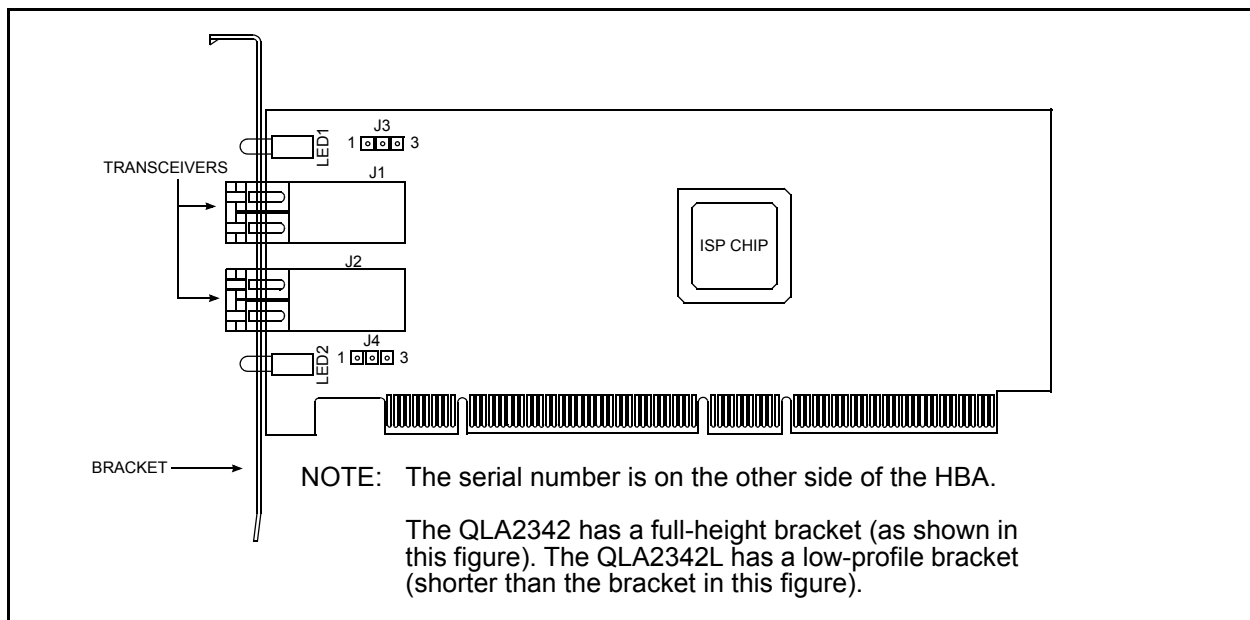 LED1
J3
1 3
TRANSCEIVERS
J1
ISP CHIP
J2
J4
1 3
LED2
BRACKET
NOTE: The serial number is on the other side of the HBA.
The QLA2342 has a full-height bracket (as shown in
this figure). The QLA2342L has a low-profile bracket
(shorter than the bracket in this figure).